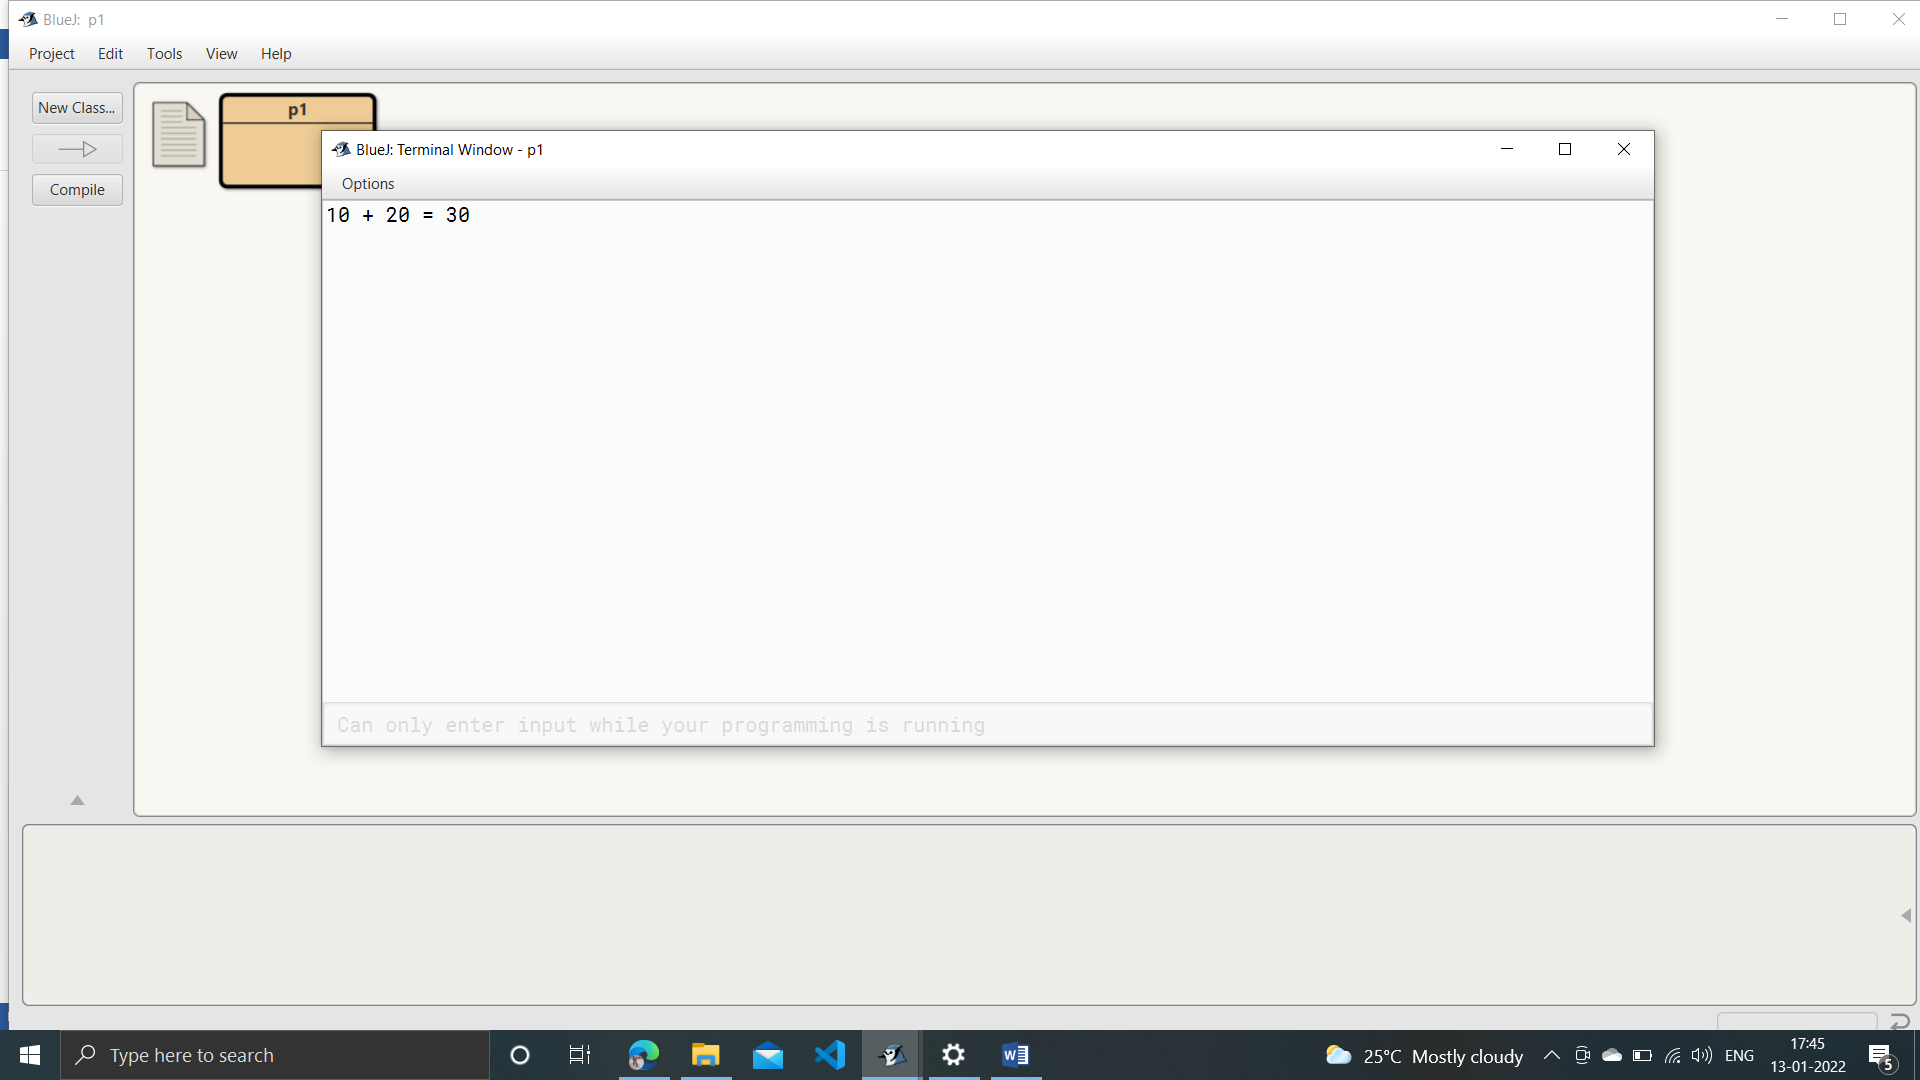 BlueJ: p1
Project Edit Tools View Help
New Class...
Compile
p1
BlueJ: Terminal Window - p1
Options
10 + 20 = 30
Can only enter input while your programming is running
Type here to search
25°C Mostly cloudy
ENG
17:45
13-01-2022
5